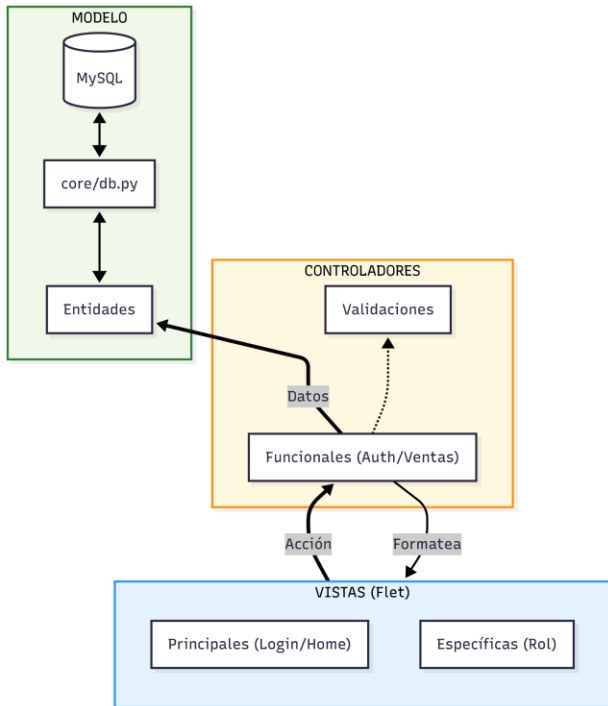 MODELO
MySQL
core/db.py
Entidades
CONTROLADORES
Validaciones
Datos
Funcionales (Auth/Ventas)
Acción
Formatea
VISTAS (Flet)
Principales (Login/Home)
Específicas (Rol)